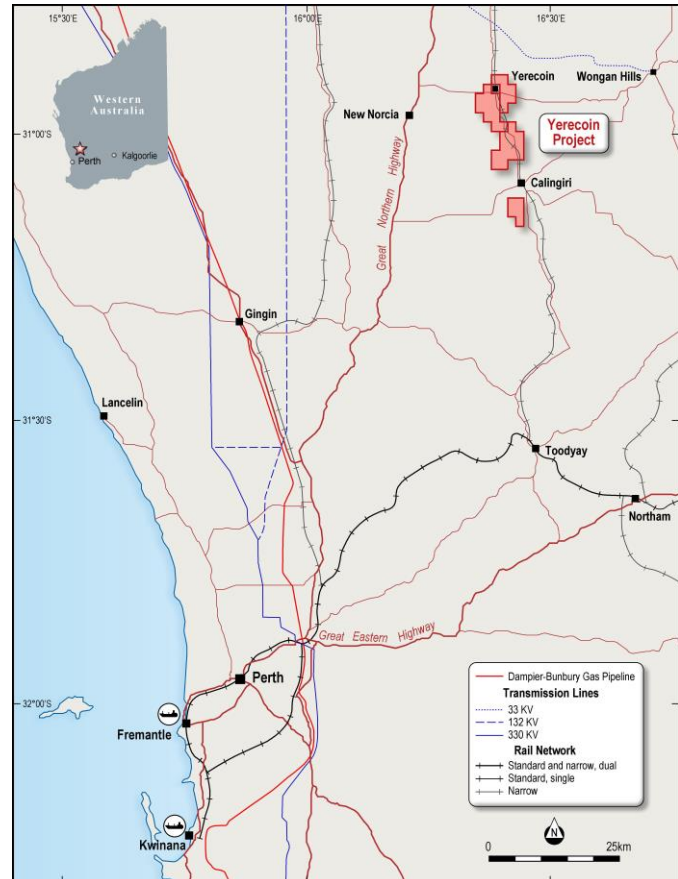 15°30'E
16°00'E
16°30'E
Western
Australia
Perth
Kalgoorlie
Yerecoin
Wongan Hills
New Norcia
31°00'S
Yerecoin
Project
Calingiri
Great Northern Highway
Gingin
Lancelin
31°30'S
Toodyay
Northam
Great Eastern Highway
Perth
32°00'S
Fremantle
Kwinana
Dampier-Bunbury Gas Pipeline
Transmission Lines
33 KV
132 KV
330 KV
Rail Network
Standard and narrow, dual
Standard, single
Narrow
N
0 25km